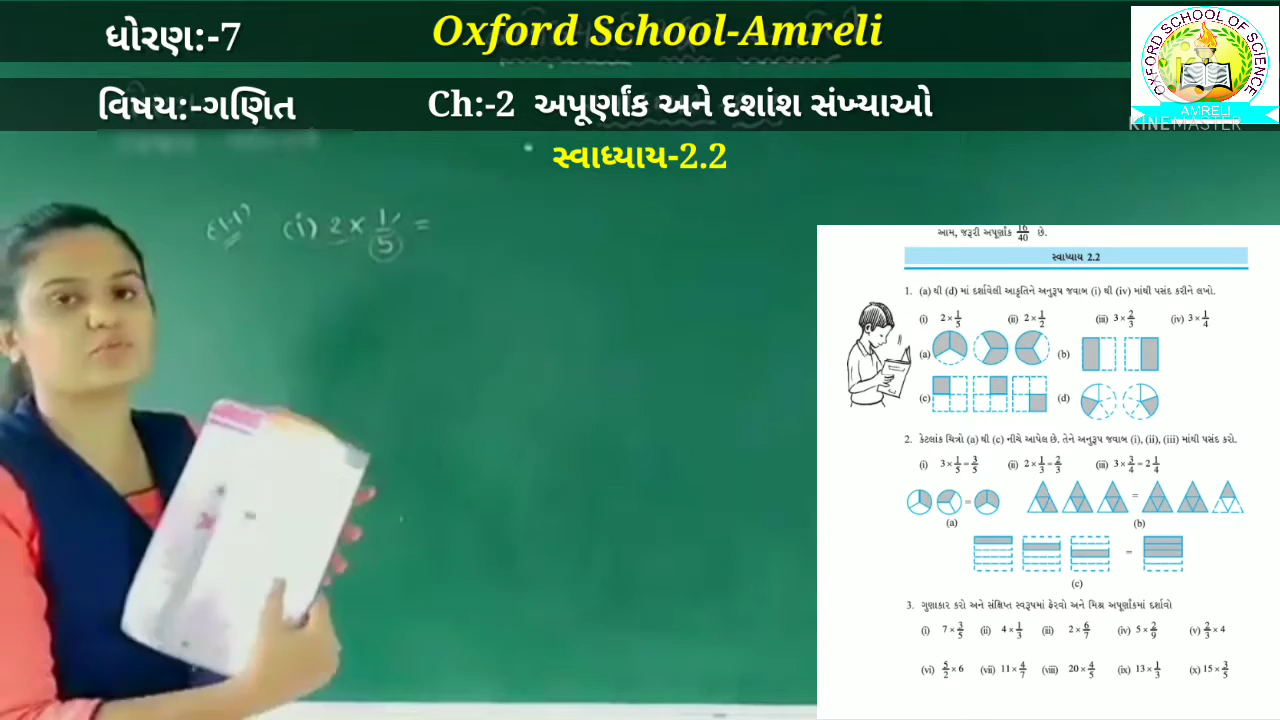 ધોરણ:-7
Oxford School-Amreli
વિષય:-ગણિત
Ch:-2 અપૂર્ણાંક અને દશાંશ સંખ્યાઓ
સ્વાધ્યાય-2.2
OXFORD SCHOOL OF SCIENCE
AMRELI
KINEMASTER
(i) 2 × 1/5 =
આમ, જરૂરી અપૂર્ણાંક 16/40 છે.
સ્વાધ્યાય 2.2
1. (a) થી (d) માં દર્શાવેલી આકૃતિને અનુરૂપ જવાબ (i) થી (iv) માંથી પસંદ કરીને લખો.
(i) 2 × 1/5 (ii) 2 × 1/2 (iii) 3 × 2/3 (iv) 3 × 1/4
(a) (b)
(c) (d)
2. કેટલાંક ચિત્રો (a) થી (c) નીચે આપેલ છે. તેને અનુરૂપ જવાબ (i), (ii), (iii) માંથી પસંદ કરો.
(i) 3 × 1/5 = 3/5 (ii) 2 × 1/3 = 2/3 (iii) 3 × 3/4 = 2 1/4
= =
(a) (b)
=
(c)
3. ગુણાકાર કરો અને સંક્ષિપ્ત સ્વરૂપમાં ફેરવો અને મિશ્ર અપૂર્ણાંકમાં દર્શાવો
(i) 7 × 3/5 (ii) 4 × 1/3 (iii) 2 × 6/7 (iv) 5 × 2/9 (v) 2/3 × 4
(vi) 5/2 × 6 (vii) 11 × 4/7 (viii) 20 × 4/5 (ix) 13 × 1/3 (x) 15 × 3/5